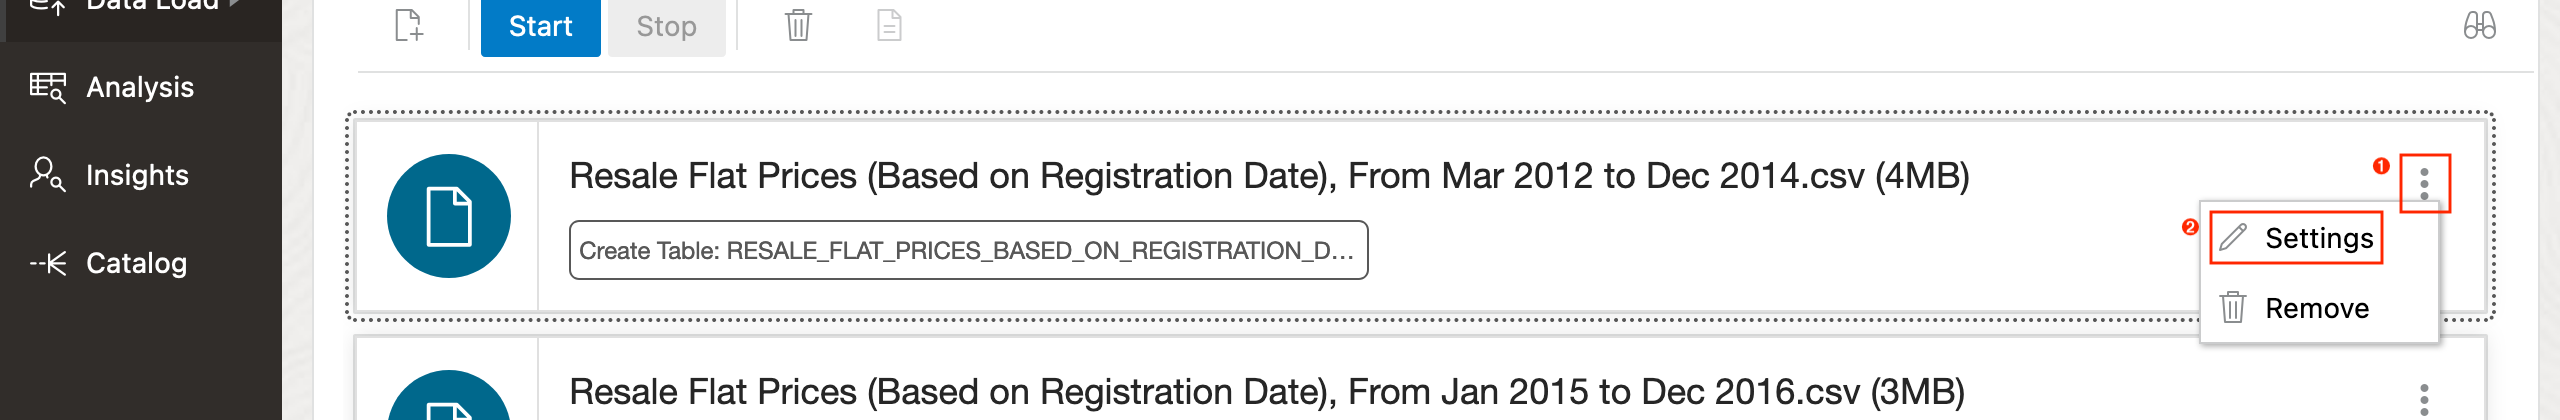 Data Load
Start
Stop
Analysis
Insights
Catalog
Resale Flat Prices (Based on Registration Date), From Mar 2012 to Dec 2014.csv (4MB)
1
Create Table: RESALE_FLAT_PRICES_BASED_ON_REGISTRATION_D...
2
Settings
Remove
Resale Flat Prices (Based on Registration Date), From Jan 2015 to Dec 2016.csv (3MB)